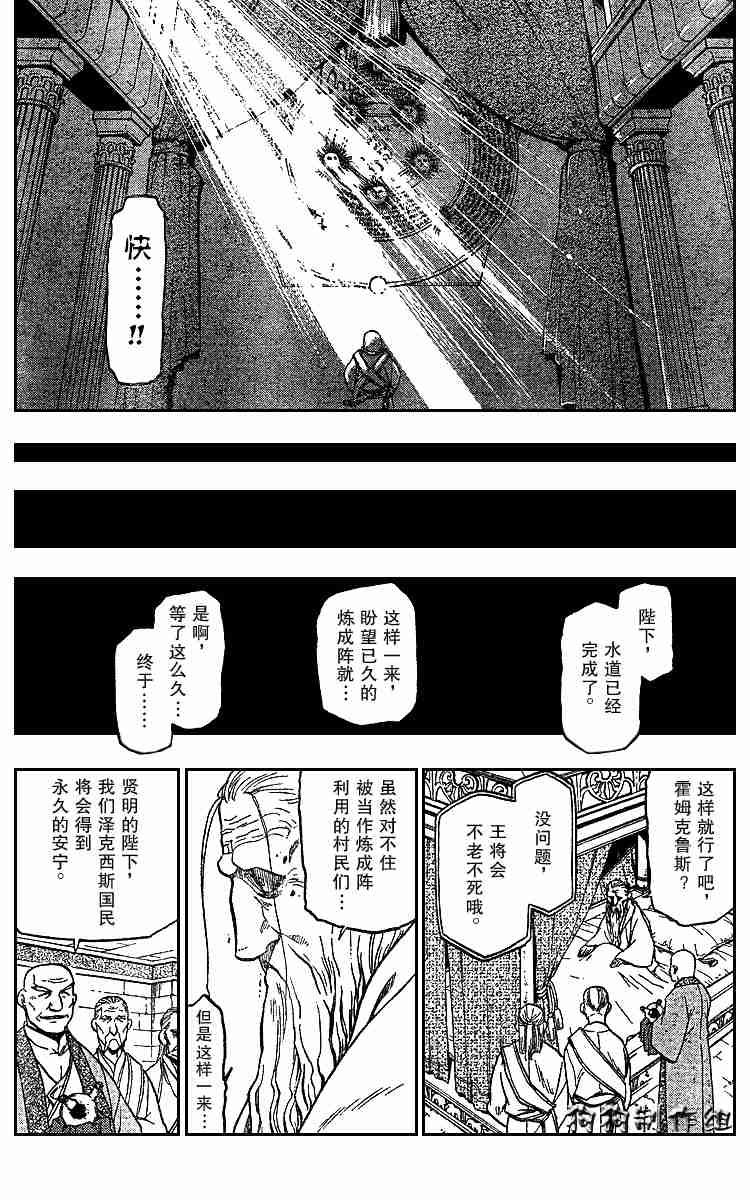 快……!!
陛下，
水道已经
完成了。
这样一来，
盼望已久的
炼成阵就…
是啊，
等了这么久…
终于……
这样就行了吧，
霍姆克鲁斯？
没问题，
王将会
不老不死哦。
虽然对不住
被当作炼成阵
利用的村民们…
但是这样一来…
贤明的陛下，
我们泽克西斯国民
将会得到
永久的安宁。
狗狗制作组